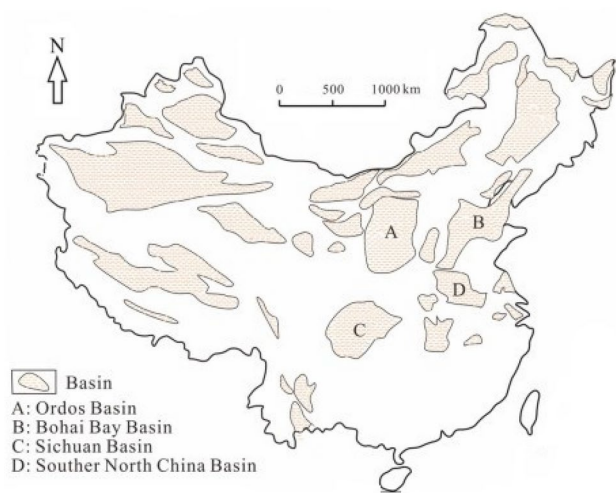 N
0 500 1000 km
A
B
D
C
Basin
A: Ordos Basin
B: Bohai Bay Basin
C: Sichuan Basin
D: Souther North China Basin